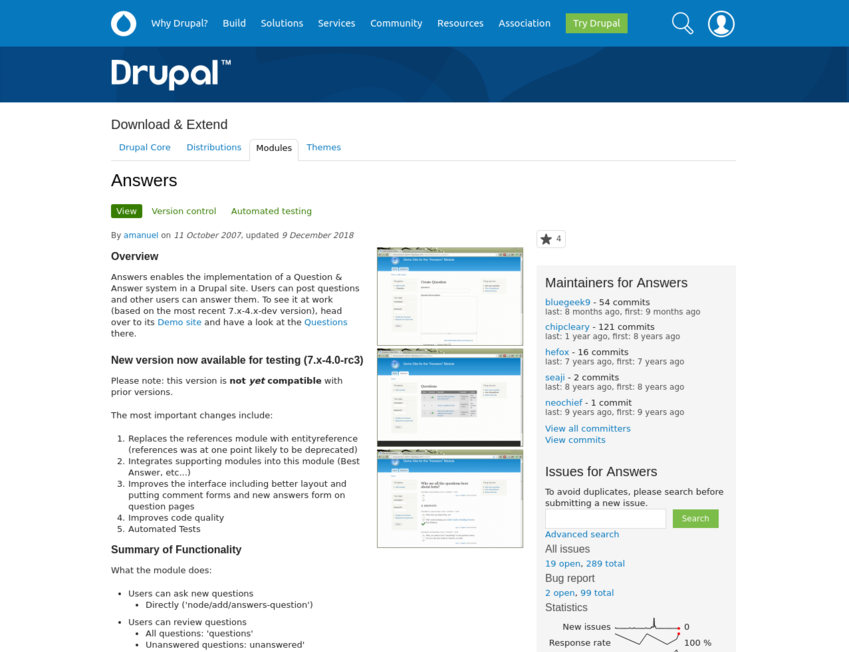 Why Drupal? Build Solutions Services Community Resources Association Try Drupal
Drupal™
Download & Extend
Drupal Core Distributions Modules Themes
Answers
View Version control Automated testing
By amanuel on 11 October 2007, updated 9 December 2018
Overview
Answers enables the implementation of a Question &
Answer system in a Drupal site. Users can post questions
and other users can answer them. To see it at work
(based on the most recent 7.x-4.x-dev version), head
over to its Demo site and have a look at the Questions
there.
New version now available for testing (7.x-4.0-rc3)
Please note: this version is not yet compatible with
prior versions.
The most important changes include:
1. Replaces the references module with entityreference
(references was at one point likely to be deprecated)
2. Integrates supporting modules into this module (Best
Answer, etc...)
3. Improves the interface including better layout and
putting comment forms and new answers form on
question pages
4. Improves code quality
5. Automated Tests
Summary of Functionality
What the module does:
• Users can ask new questions
• Directly ('node/add/answers-question')
• Users can review questions
• All questions: 'questions'
• Unanswered questions: unanswered'
4
Maintainers for Answers
bluegeek9 - 54 commits
last: 8 months ago, first: 9 months ago
chipcleary - 121 commits
last: 1 year ago, first: 8 years ago
hefox - 16 commits
last: 7 years ago, first: 7 years ago
seaji - 2 commits
last: 8 years ago, first: 8 years ago
neochief - 1 commit
last: 9 years ago, first: 9 years ago
View all committers
View commits
Issues for Answers
To avoid duplicates, please search before
submitting a new issue.
Search
Advanced search
All issues
19 open, 289 total
Bug report
2 open, 99 total
Statistics
New issues 0
Response rate 100 %